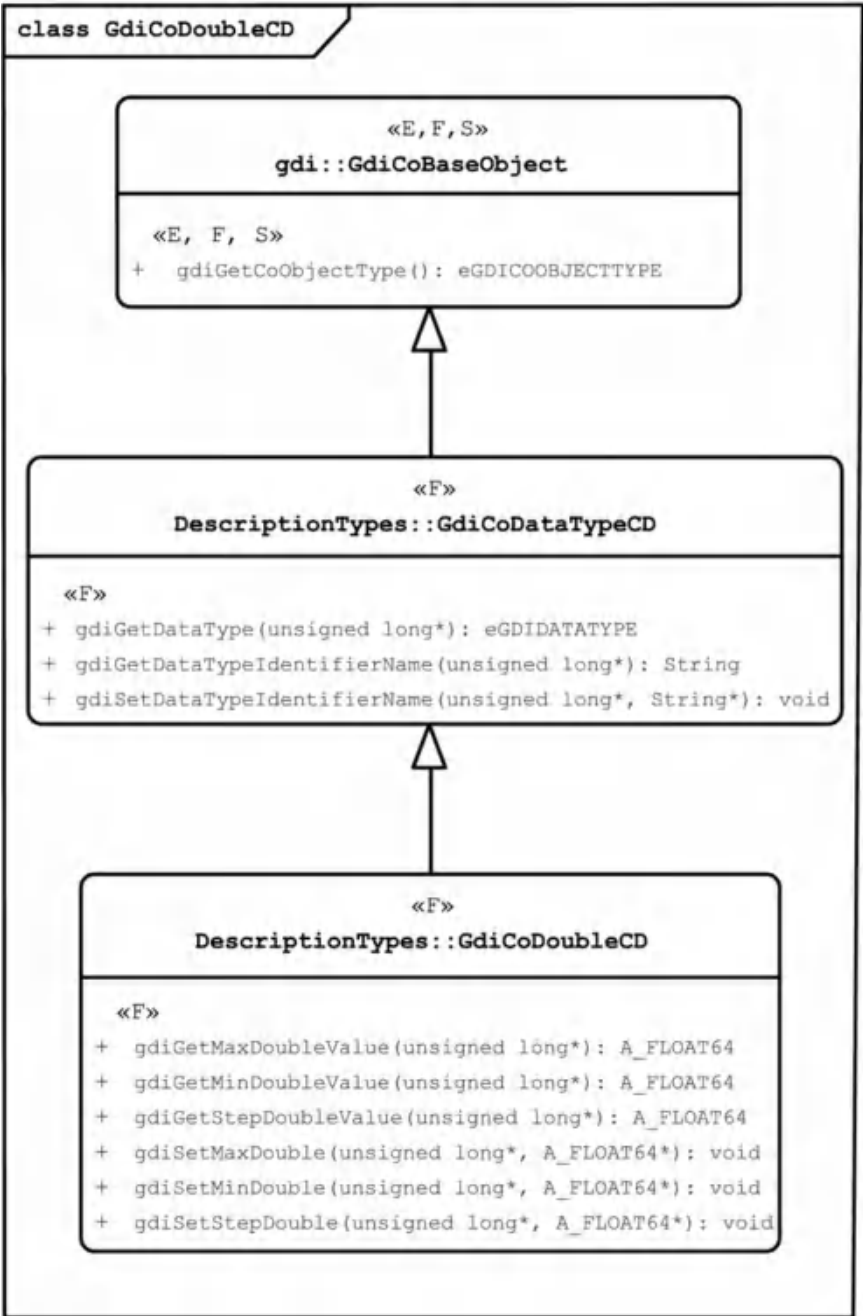 class GdiCoDoubleCD
«E,F,S»
gdi::GdiCoBaseObject
«E, F, S»
+ gdiGetCoObjectType(): eGDICOOBJECTTYPE
«F»
DescriptionTypes::GdiCoDataTypeCD
«F»
+ gdiGetDataType(unsigned long*): eGDIDATATYPE
+ gdiGetDataTypeIdentifierName(unsigned long*): String
+ gdiSetDataTypeIdentifierName(unsigned long*, String*): void
«F»
DescriptionTypes::GdiCoDoubleCD
«F»
+ gdiGetMaxDoubleValue(unsigned long*): A_FLOAT64
+ gdiGetMinDoubleValue(unsigned long*): A_FLOAT64
+ gdiGetStepDoubleValue(unsigned long*): A_FLOAT64
+ gdiSetMaxDouble(unsigned long*, A_FLOAT64*): void
+ gdiSetMinDouble(unsigned long*, A_FLOAT64*): void
+ gdiSetStepDouble(unsigned long*, A_FLOAT64*): void